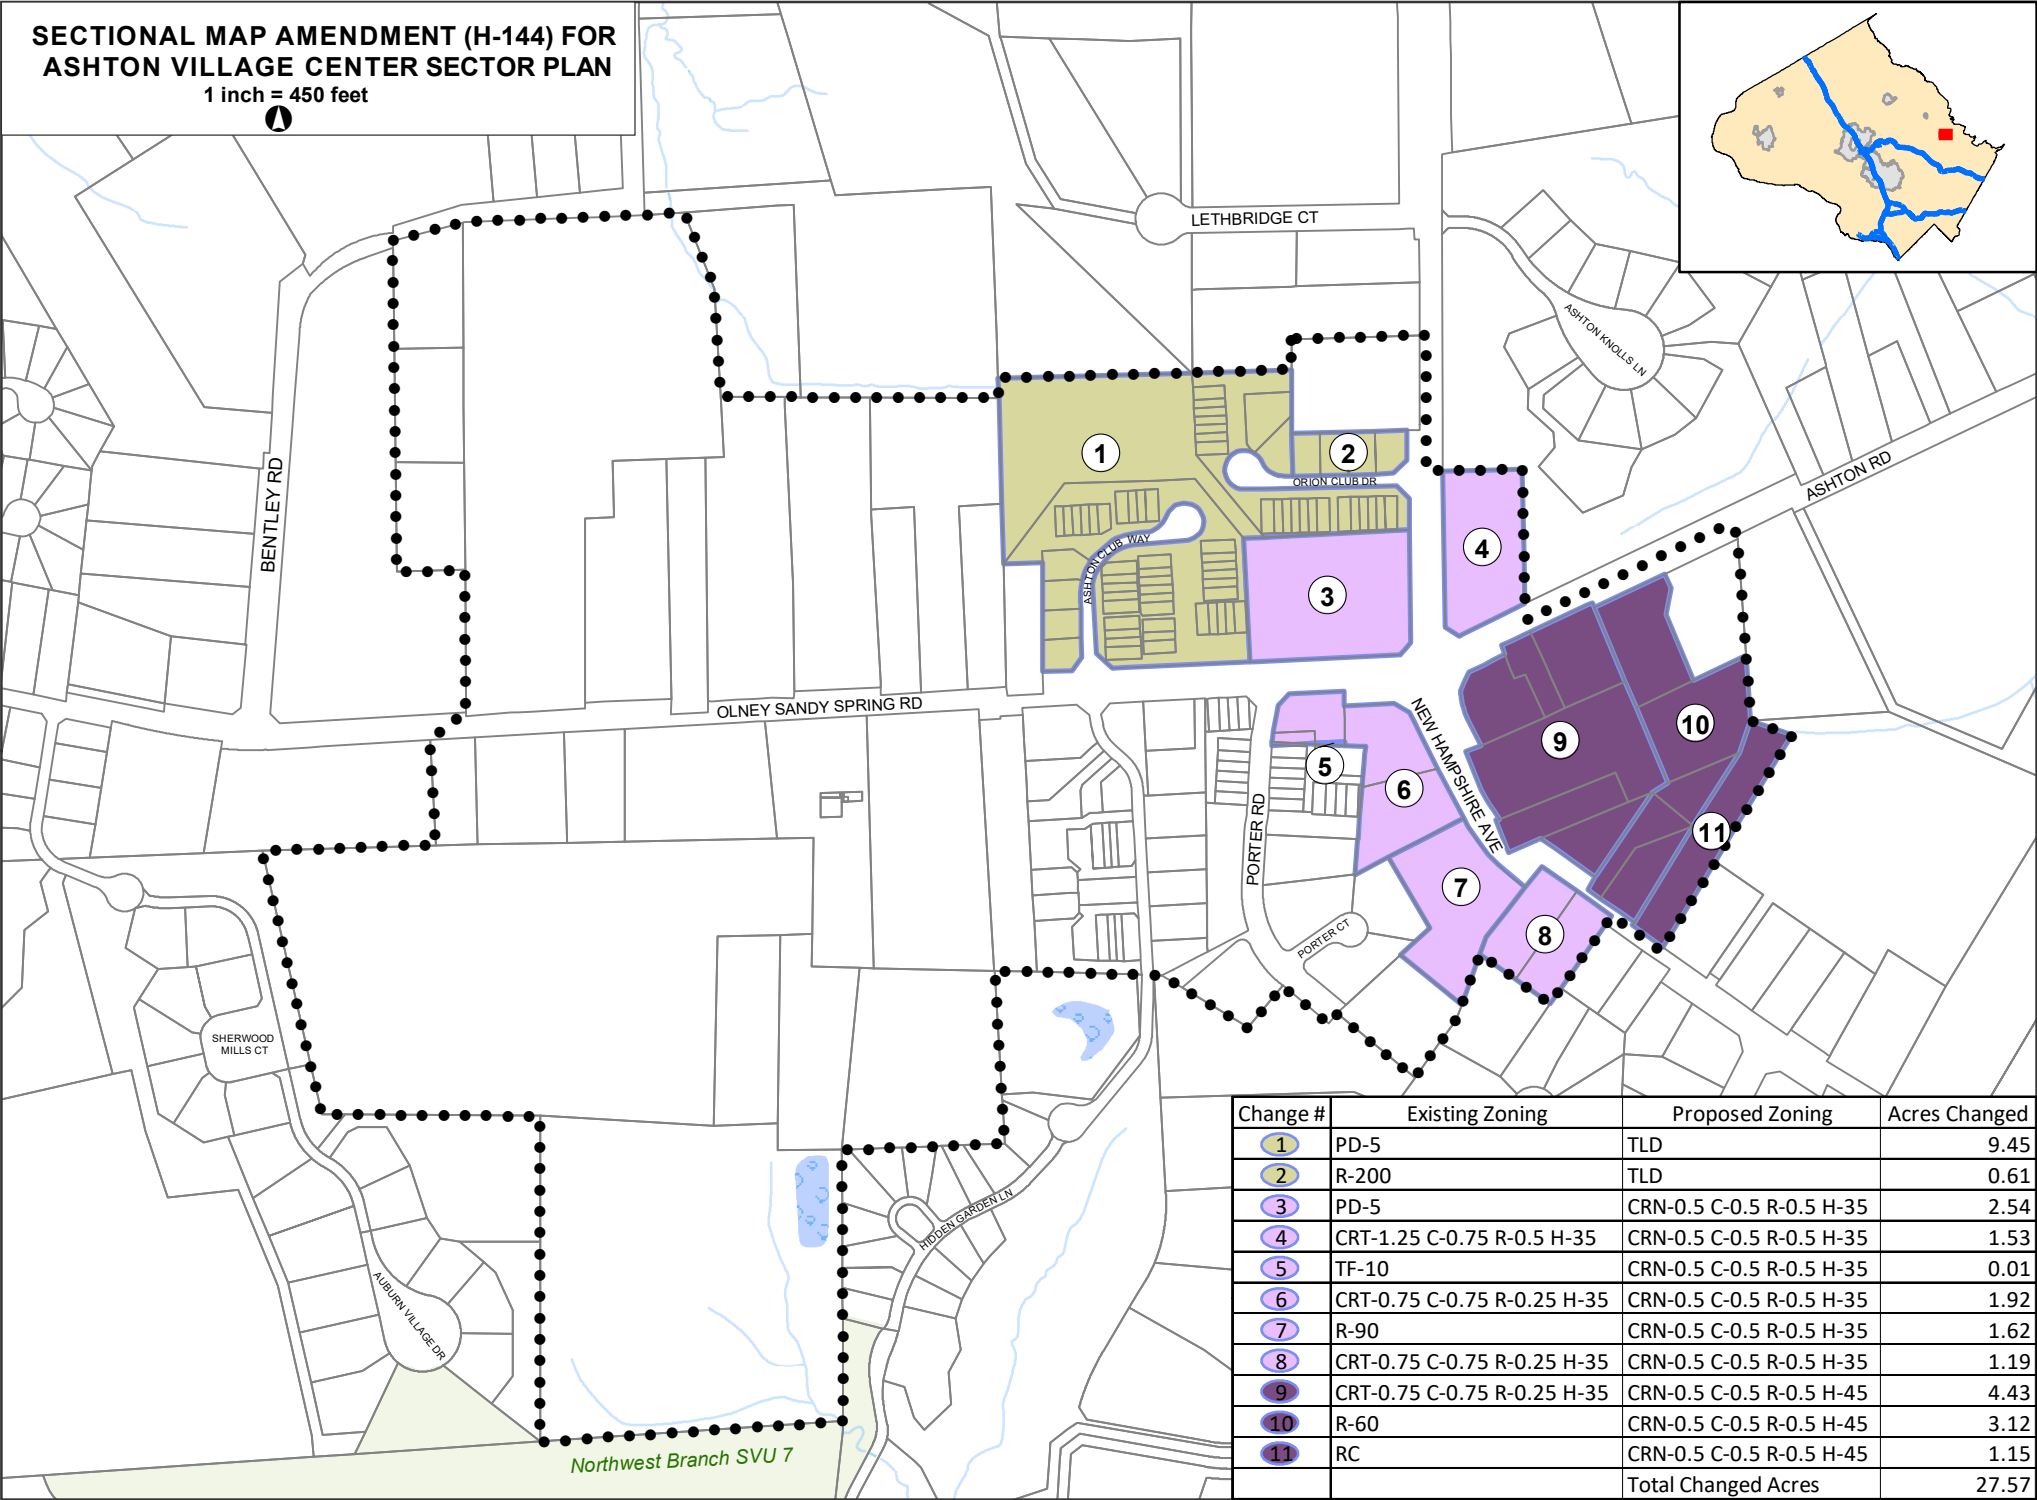 SECTIONAL MAP AMENDMENT (H-144) FOR
ASHTON VILLAGE CENTER SECTOR PLAN
1 inch = 450 feet
LETHBRIDGE CT
ASHTON KNOLLS LN
BENTLEY RD
1
2
ORION CLUB DR
ASHTON RD
ASHTON CLUB WAY
3
4
OLNEY SANDY SPRING RD
NEW HAMPSHIRE AVE
5
6
9
10
11
PORTER RD
7
8
PORTER CT
SHERWOOD
MILLS CT
HIDDEN GARDEN LN
AUBURN VILLAGE DR
Northwest Branch SVU 7
Change # Existing Zoning Proposed Zoning Acres Changed
1 PD-5 TLD 9.45
2 R-200 TLD 0.61
3 PD-5 CRN-0.5 C-0.5 R-0.5 H-35 2.54
4 CRT-1.25 C-0.75 R-0.5 H-35 CRN-0.5 C-0.5 R-0.5 H-35 1.53
5 TF-10 CRN-0.5 C-0.5 R-0.5 H-35 0.01
6 CRT-0.75 C-0.75 R-0.25 H-35 CRN-0.5 C-0.5 R-0.5 H-35 1.92
7 R-90 CRN-0.5 C-0.5 R-0.5 H-35 1.62
8 CRT-0.75 C-0.75 R-0.25 H-35 CRN-0.5 C-0.5 R-0.5 H-35 1.19
9 CRT-0.75 C-0.75 R-0.25 H-35 CRN-0.5 C-0.5 R-0.5 H-45 4.43
10 R-60 CRN-0.5 C-0.5 R-0.5 H-45 3.12
11 RC CRN-0.5 C-0.5 R-0.5 H-45 1.15
Total Changed Acres 27.57